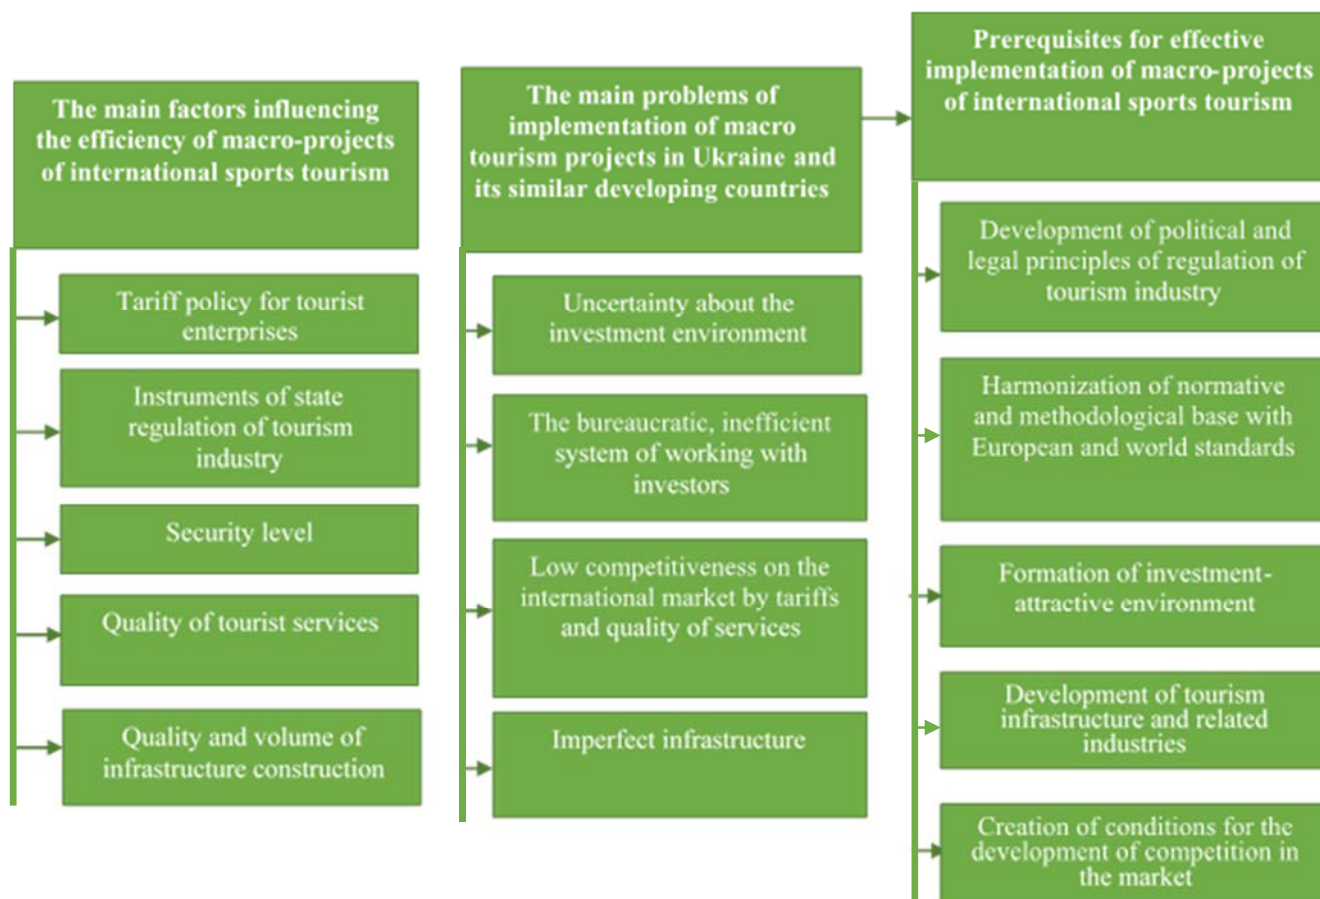 The main factors influencing
the efficiency of macro-projects
of international sports tourism
Tariff policy for tourist
enterprises
Instruments of state
regulation of tourism
industry
Security level
Quality of tourist services
Quality and volume of
infrastructure construction
The main problems of
implementation of macro
tourism projects in Ukraine and
its similar developing countries
Uncertainty about the
investment environment
The bureaucratic, inefficient
system of working with
investors
Low competitiveness on the
international market by tariffs
and quality of services
Imperfect infrastructure
Prerequisites for effective
implementation of macro-projects
of international sports tourism
Development of political and
legal principles of regulation of
tourism industry
Harmonization of normative
and methodological base with
European and world standards
Formation of investment-
attractive environment
Development of tourism
infrastructure and related
industries
Creation of conditions for the
development of competition in
the market